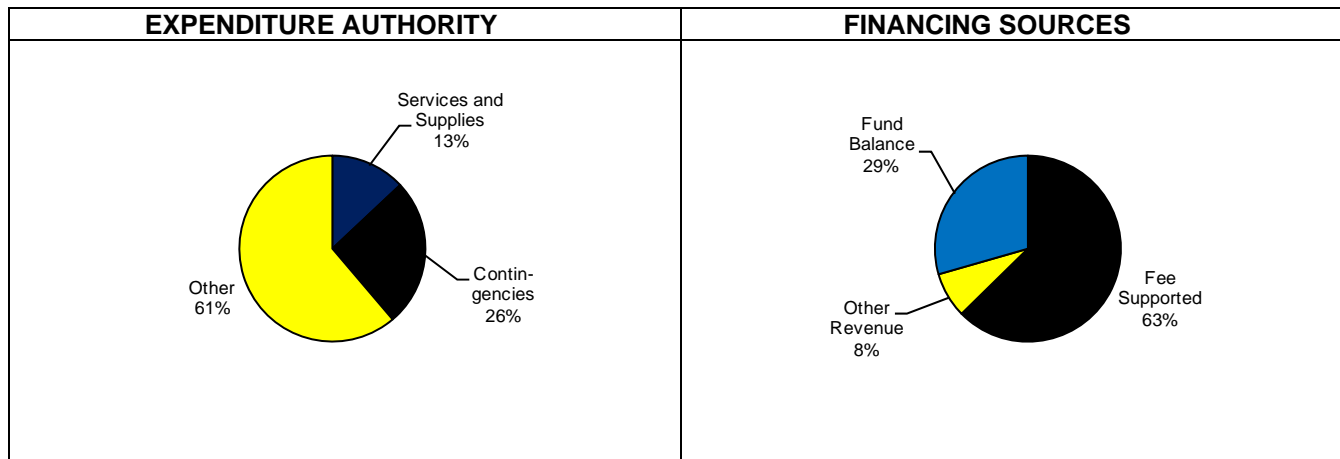 EXPENDITURE AUTHORITY
Services and
Supplies
13%
Contin-
gencies
26%
Other
61%
FINANCING SOURCES
Fund
Balance
29%
Fee
Supported
63%
Other
Revenue
8%